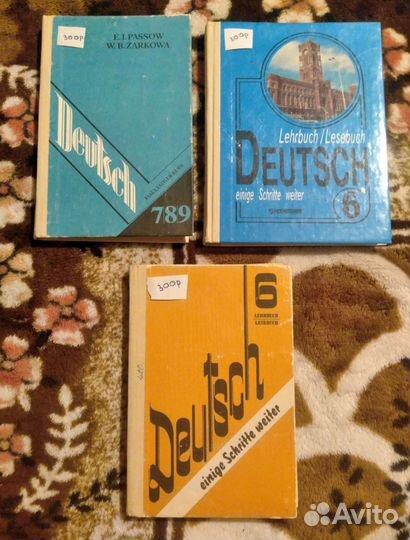 300р
E.I. PASSOW
W.B. ZARKOWA
Deutsch
PARALLELKURS
789
300р
Lehrbuch/Lesebuch
DEUTSCH
einige Schritte weiter
6
300р
6
LEHRBUCH
LESEBUCH
Deutsch
einige Schritte weiter
Avito